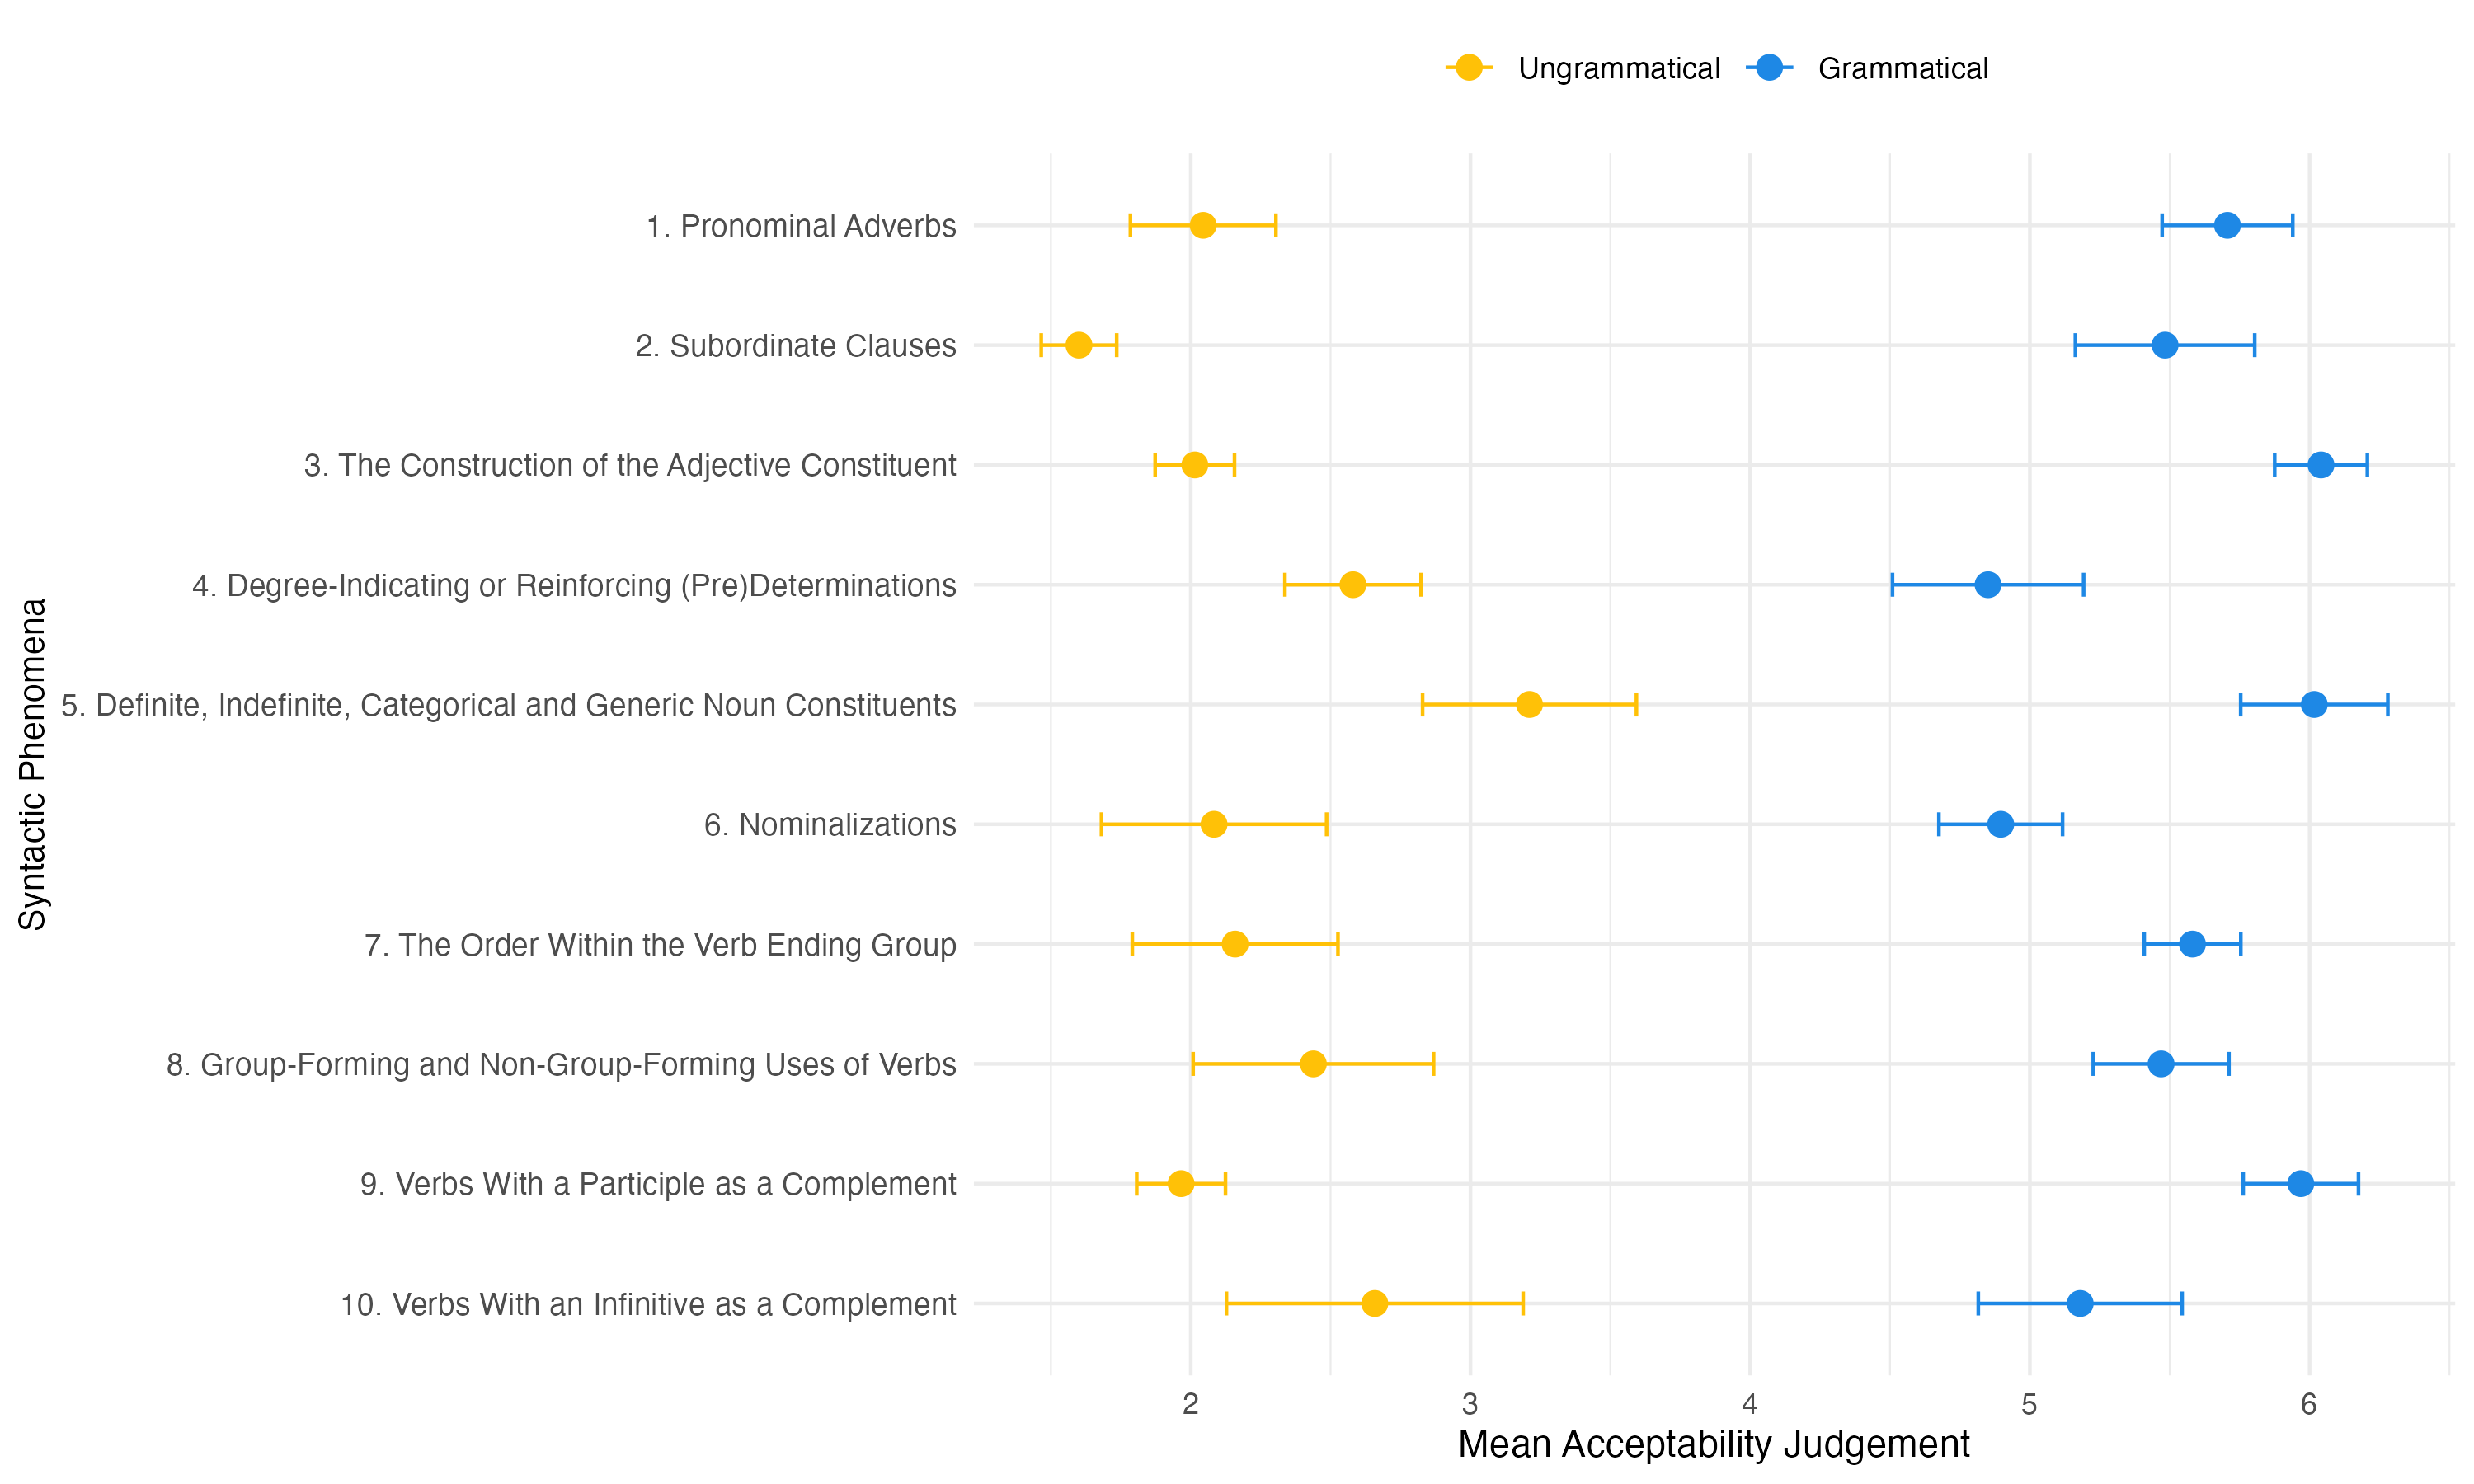 Ungrammatical Grammatical
1. Pronominal Adverbs
2. Subordinate Clauses
3. The Construction of the Adjective Constituent
4. Degree-Indicating or Reinforcing (Pre)Determinations
5. Definite, Indefinite, Categorical and Generic Noun Constituents
6. Nominalizations
7. The Order Within the Verb Ending Group
8. Group-Forming and Non-Group-Forming Uses of Verbs
9. Verbs With a Participle as a Complement
10. Verbs With an Infinitive as a Complement
Syntactic Phenomena
2 3 4 5 6
Mean Acceptability Judgement